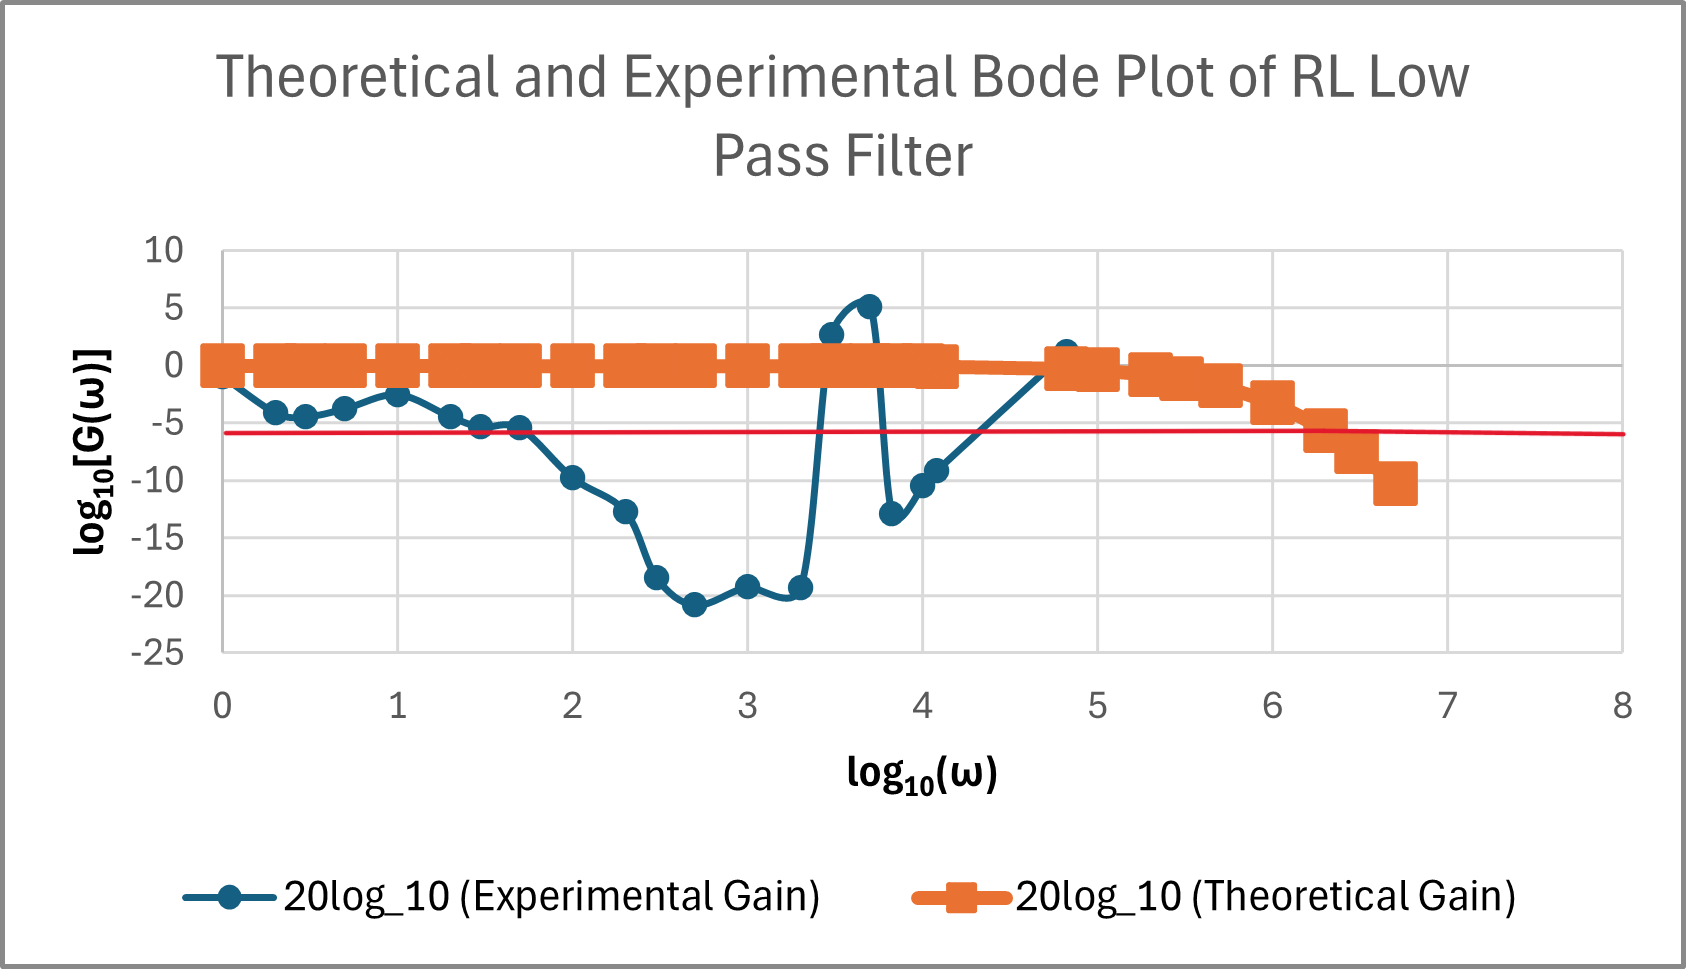 Theoretical and Experimental Bode Plot of RL Low
Pass Filter
10
5
0
-5
-10
-15
-20
-25
log₁₀[G(ω)]
0 1 2 3 4 5 6 7 8
log₁₀(ω)
20log_10 (Experimental Gain) 20log_10 (Theoretical Gain)